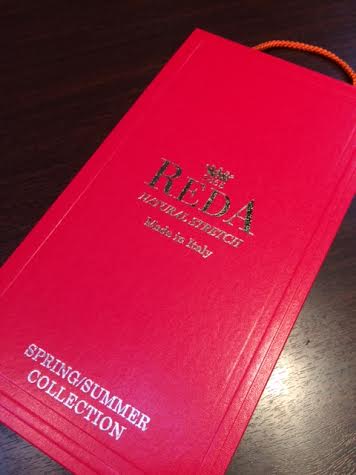 REDA
NATURAL STRETCH
Made in Italy
SPRING/SUMMER
COLLECTION